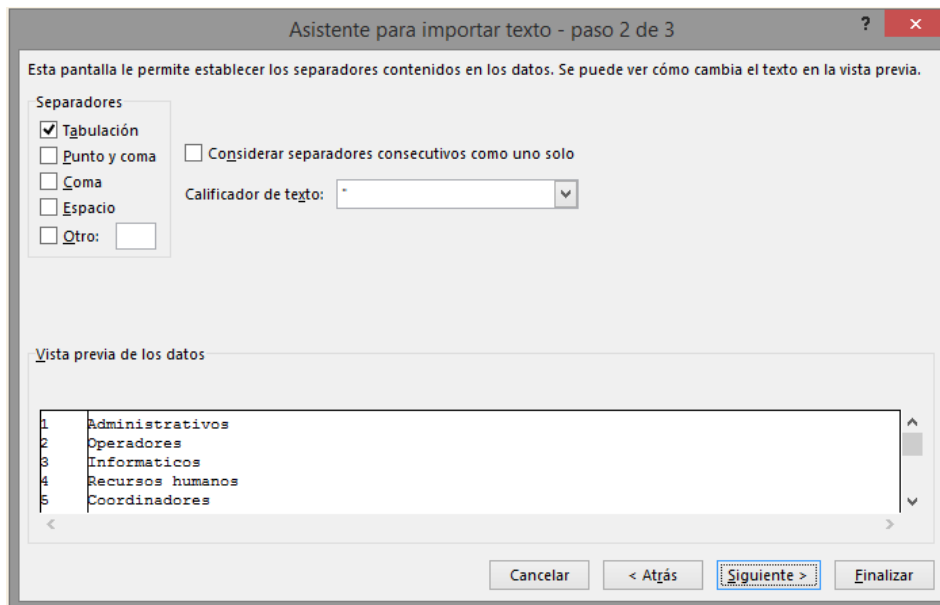 Asistente para importar texto - paso 2 de 3
?
Esta pantalla le permite establecer los separadores contenidos en los datos. Se puede ver cómo cambia el texto en la vista previa.
Separadores
Tabulación
Punto y coma
Coma
Espacio
Otro:
Considerar separadores consecutivos como uno solo
Calificador de texto: "
Vista previa de los datos
1 Administrativos
2 Operadores
3 Informaticos
4 Recursos humanos
5 Coordinadores
Cancelar < Atrás Siguiente > Finalizar